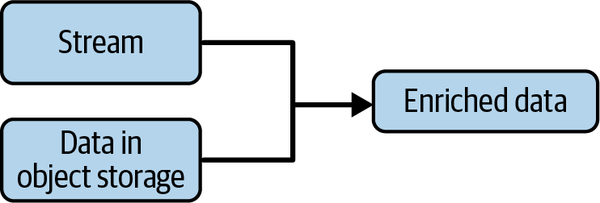 Stream
Data in
object storage
Enriched data